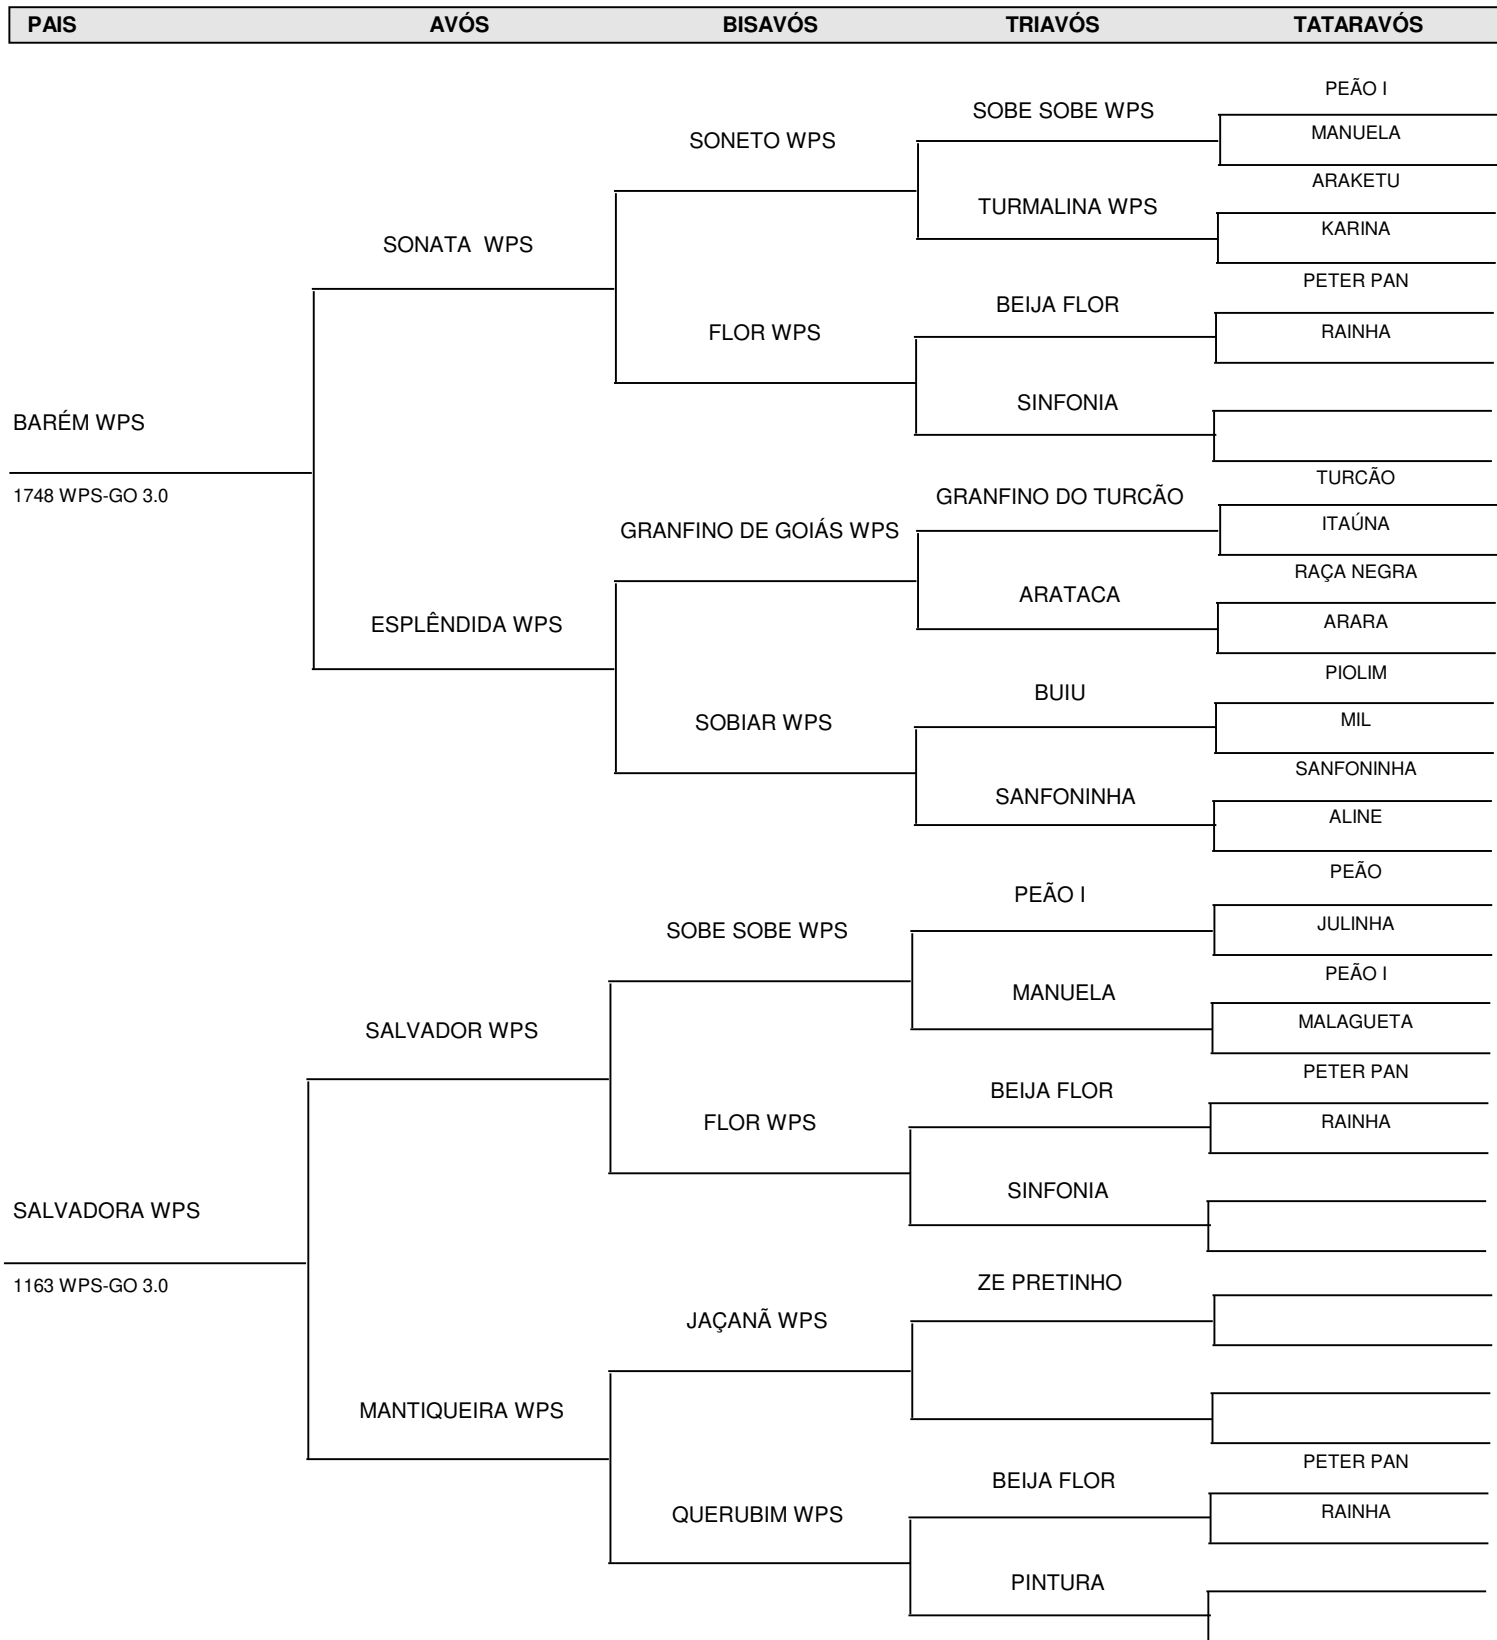 PAIS AVÓS BISAVÓS TRIAVÓS TATARAVÓS
PEÃO I
SOBE SOBE WPS
MANUELA
SONETO WPS
ARAKETU
TURMALINA WPS
KARINA
SONATA WPS
PETER PAN
BEIJA FLOR
RAINHA
FLOR WPS
SINFONIA
BARÉM WPS
TURCÃO
1748 WPS-GO 3.0
GRANFINO DO TURCÃO
ITAÚNA
GRANFINO DE GOIÁS WPS
RAÇA NEGRA
ARATACA
ARARA
ESPLÊNDIDA WPS
PIOLIM
BUIU
MIL
SOBIAR WPS
SANFONINHA
SANFONINHA
ALINE
PEÃO
PEÃO I
JULINHA
SOBE SOBE WPS
PEÃO I
MANUELA
MALAGUETA
SALVADOR WPS
PETER PAN
BEIJA FLOR
RAINHA
FLOR WPS
SINFONIA
SALVADORA WPS
1163 WPS-GO 3.0
ZE PRETINHO
JAÇANÃ WPS
MANTIQUEIRA WPS
PETER PAN
BEIJA FLOR
RAINHA
QUERUBIM WPS
PINTURA